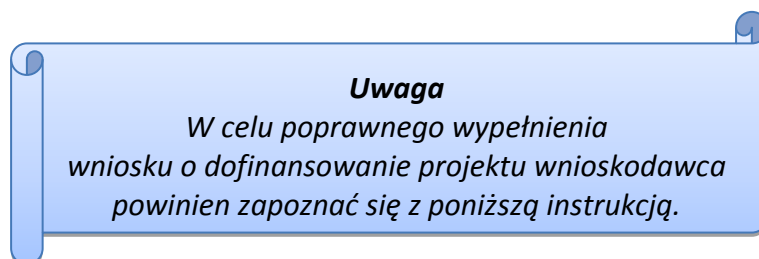 Uwaga
W celu poprawnego wypełnienia
wniosku o dofinansowanie projektu wnioskodawca
powinien zapoznać się z poniższą instrukcją.